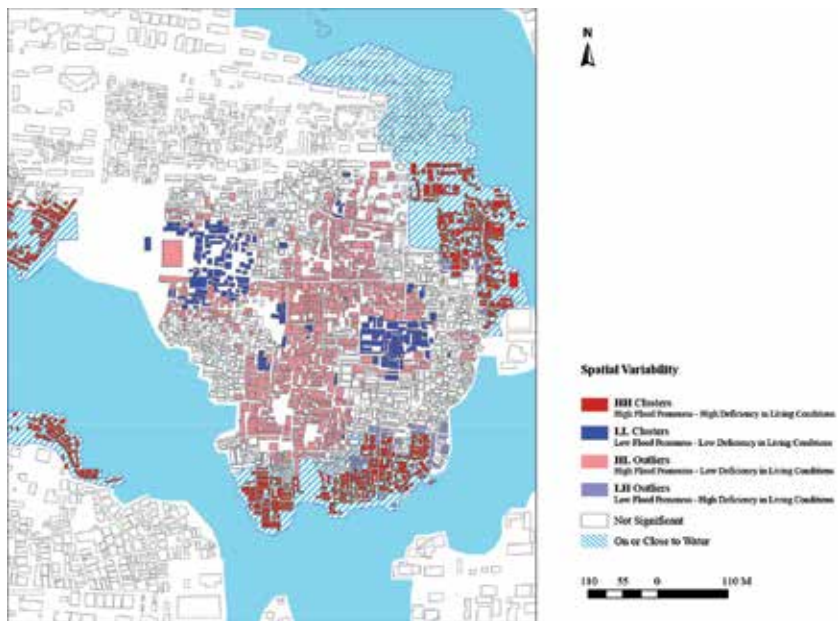 N
Spatial Variability
HH Clusters
High Flood Proneness - High Deficiency in Living Conditions
LL Clusters
Low Flood Proneness - Low Deficiency in Living Conditions
HL Outliers
High Flood Proneness - Low Deficiency in Living Conditions
LH Outliers
Low Flood Proneness - High Deficiency in Living Conditions
Not Significant
On or Close to Water
110 55 0 110 M